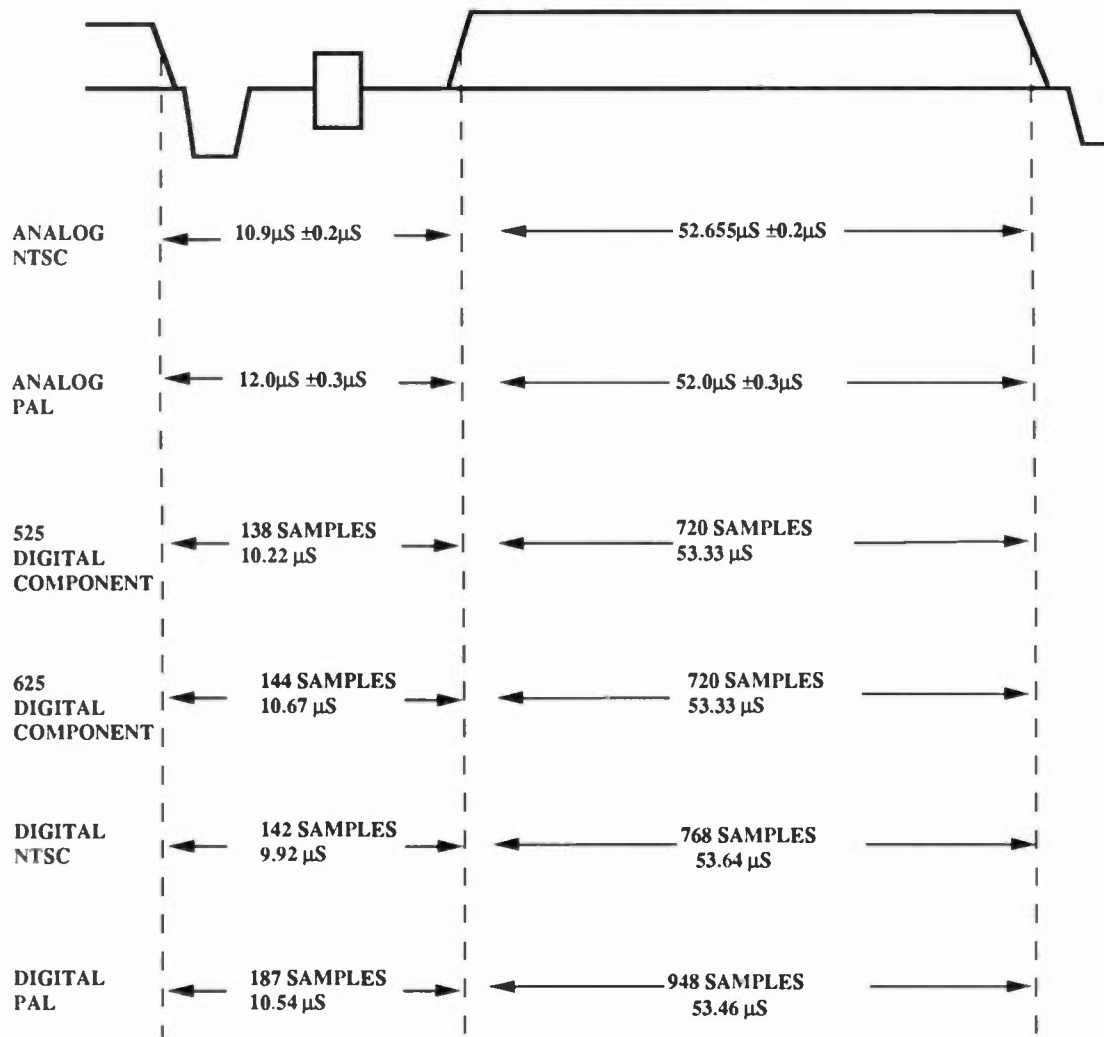 ANALOG
NTSC
10.9µS ±0.2µS
52.655µS ±0.2µS
ANALOG
PAL
12.0µS ±0.3µS
52.0µS ±0.3µS
525
DIGITAL
COMPONENT
138 SAMPLES
10.22 µS
720 SAMPLES
53.33 µS
625
DIGITAL
COMPONENT
144 SAMPLES
10.67 µS
720 SAMPLES
53.33 µS
DIGITAL
NTSC
142 SAMPLES
9.92 µS
768 SAMPLES
53.64 µS
DIGITAL
PAL
187 SAMPLES
10.54 µS
948 SAMPLES
53.46 µS